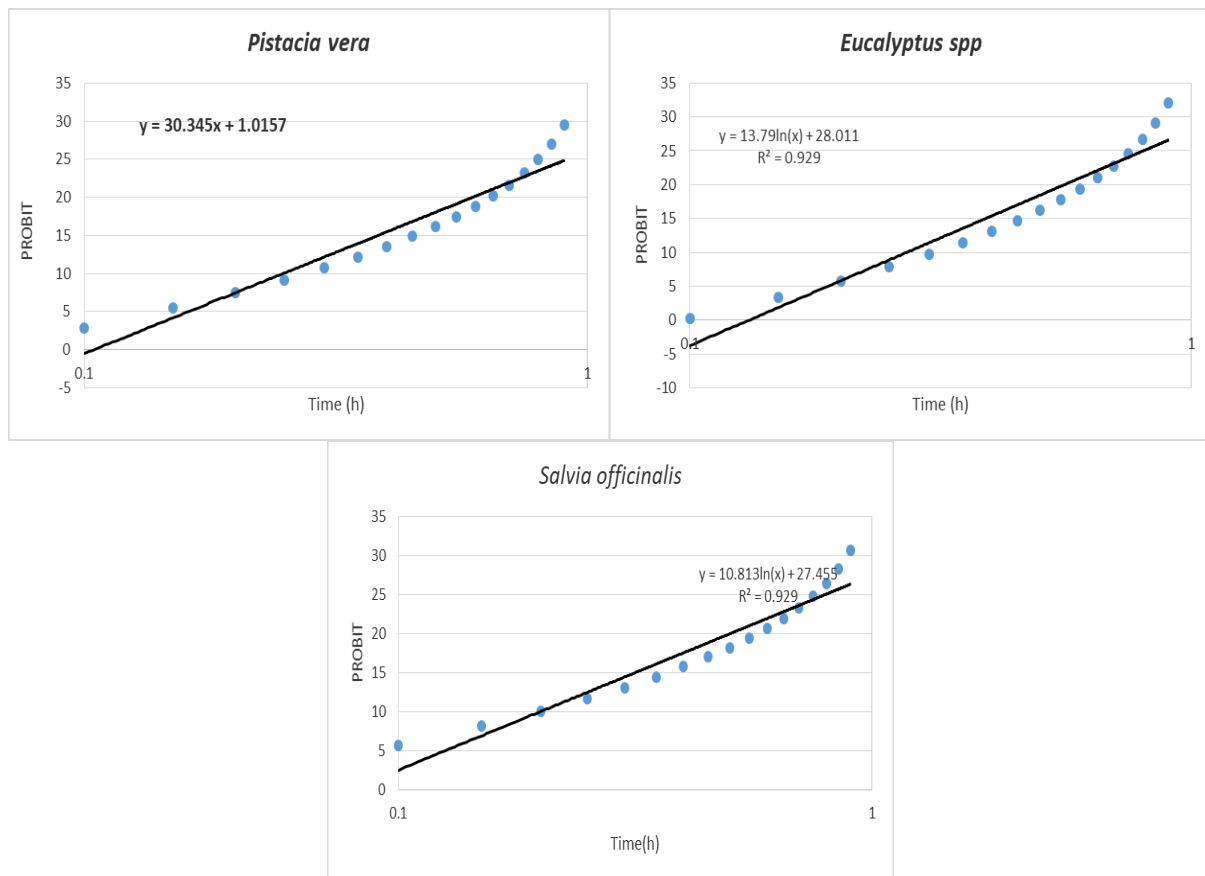 Pistacia vera
35
30
25
20
15
10
5
0
-5
PROBIT
y = 30.345x + 1.0157
0.1
1
Time (h)
Eucalyptus spp
35
30
25
20
15
10
5
0
-5
-10
PROBIT
y = 13.79ln(x) + 28.011
R² = 0.929
0.1
1
Time (h)
Salvia officinalis
35
30
25
20
15
10
5
0
PROBIT
y = 10.813ln(x) + 27.455
R² = 0.929
0.1
1
Time(h)